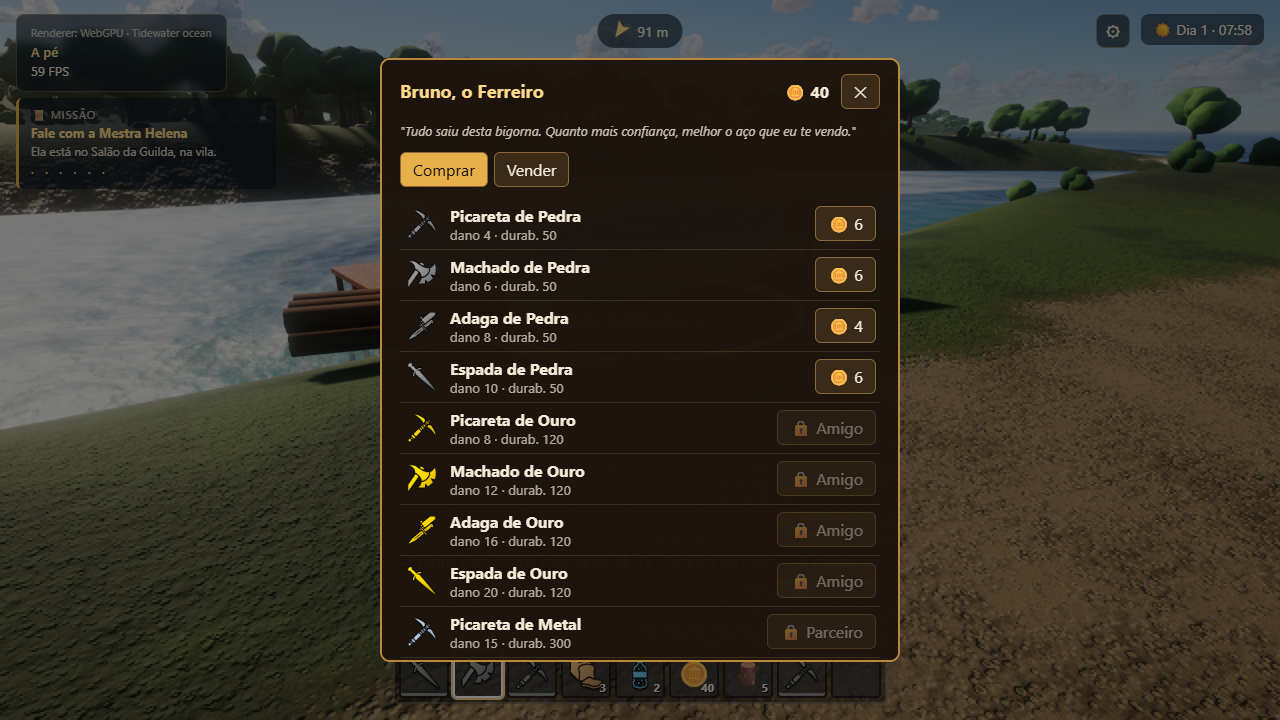 Renderer: WebGPU · Tidewater ocean
A pé
59 FPS
91 m
Dia 1 · 07:58
MISSÃO
Fale com a Mestra Helena
Ela está no Salão da Guilda, na vila.
Bruno, o Ferreiro
40
"Tudo saiu desta bigorna. Quanto mais confiança, melhor o aço que eu te vendo."
Comprar
Vender
Picareta de Pedra
dano 4 · durab. 50
6
Machado de Pedra
dano 6 · durab. 50
6
Adaga de Pedra
dano 8 · durab. 50
4
Espada de Pedra
dano 10 · durab. 50
6
Picareta de Ouro
dano 8 · durab. 120
Amigo
Machado de Ouro
dano 12 · durab. 120
Amigo
Adaga de Ouro
dano 16 · durab. 120
Amigo
Espada de Ouro
dano 20 · durab. 120
Amigo
Picareta de Metal
dano 15 · durab. 300
Parceiro
3
2
40
5